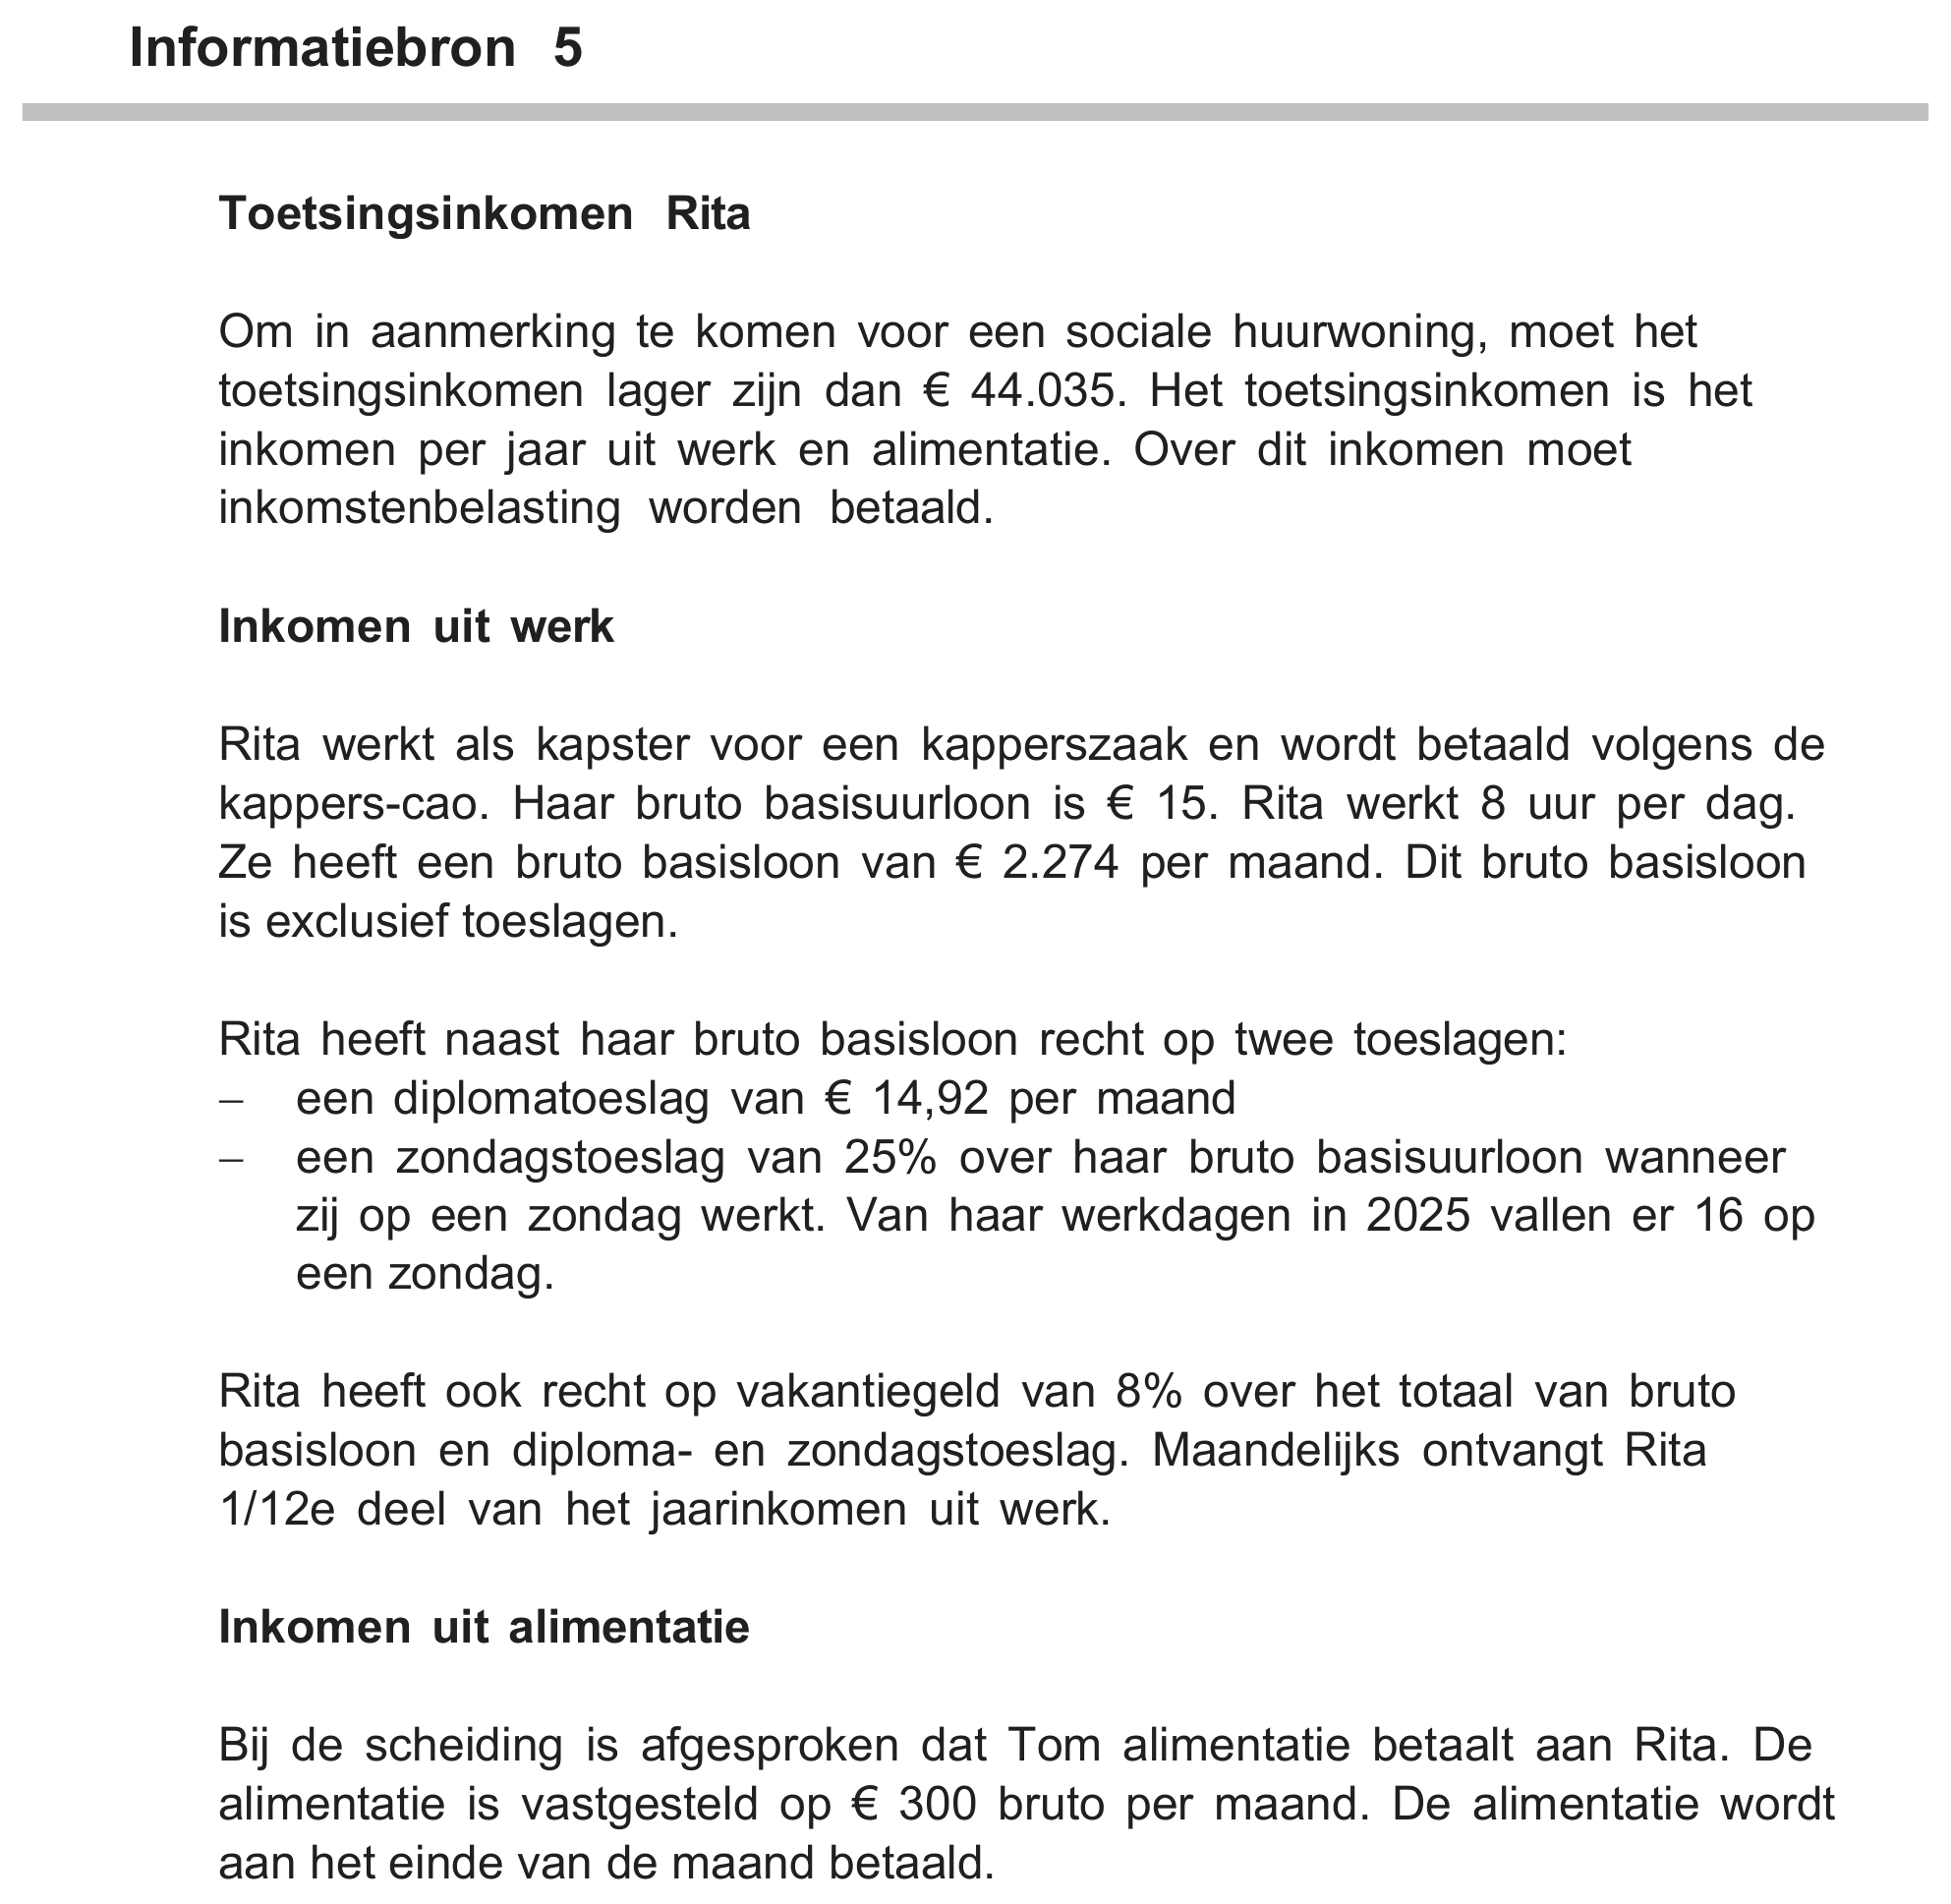 Informatiebron 5
Toetsingsinkomen Rita
Om in aanmerking te komen voor een sociale huurwoning, moet het
toetsingsinkomen lager zijn dan € 44.035. Het toetsingsinkomen is het
inkomen per jaar uit werk en alimentatie. Over dit inkomen moet
inkomstenbelasting worden betaald.
Inkomen uit werk
Rita werkt als kapster voor een kapperszaak en wordt betaald volgens de
kappers-cao. Haar bruto basisuurloon is € 15. Rita werkt 8 uur per dag.
Ze heeft een bruto basisloon van € 2.274 per maand. Dit bruto basisloon
is exclusief toeslagen.
Rita heeft naast haar bruto basisloon recht op twee toeslagen:
– een diplomatoeslag van € 14,92 per maand
– een zondagstoeslag van 25% over haar bruto basisuurloon wanneer
zij op een zondag werkt. Van haar werkdagen in 2025 vallen er 16 op
een zondag.
Rita heeft ook recht op vakantiegeld van 8% over het totaal van bruto
basisloon en diploma- en zondagstoeslag. Maandelijks ontvangt Rita
1/12e deel van het jaarinkomen uit werk.
Inkomen uit alimentatie
Bij de scheiding is afgesproken dat Tom alimentatie betaalt aan Rita. De
alimentatie is vastgesteld op € 300 bruto per maand. De alimentatie wordt
aan het einde van de maand betaald.